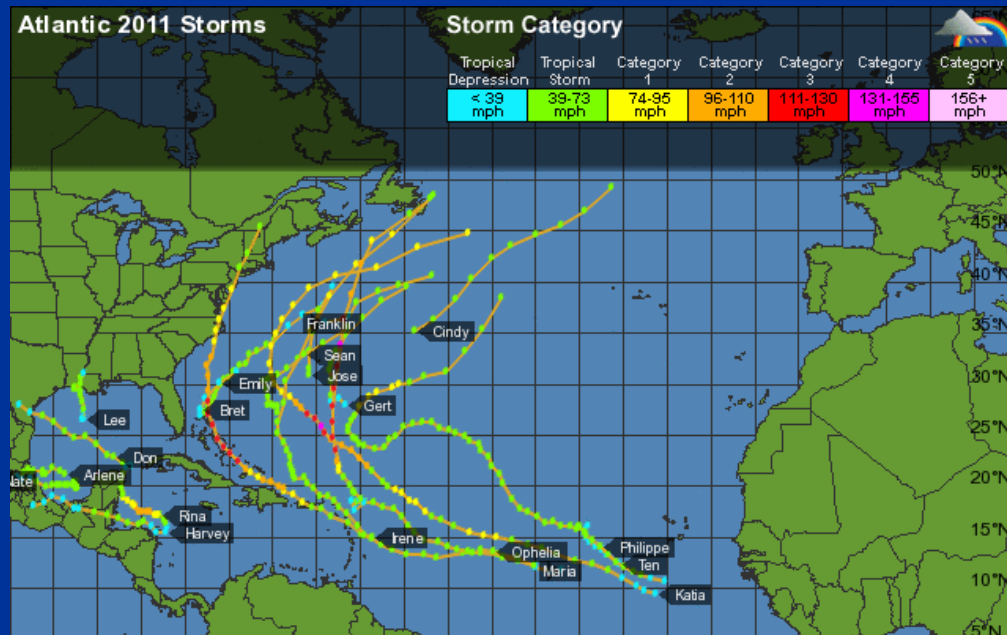 Atlantic 2011 Storms
Storm Category
Tropical Depression
Tropical Storm
Category 1
Category 2
Category 3
Category 4
Category 5
< 39 mph
39-73 mph
74-95 mph
96-110 mph
111-130 mph
131-155 mph
156+ mph
50°N
45°N
40°N
35°N
30°N
25°N
20°N
15°N
10°N
5°N
Franklin
Cindy
Sean
Jose
Emily
Gert
Bret
Lee
Don
Arlene
Nate
Rina
Harvey
Irene
Ophelia
Maria
Philippe
Ten
Katia